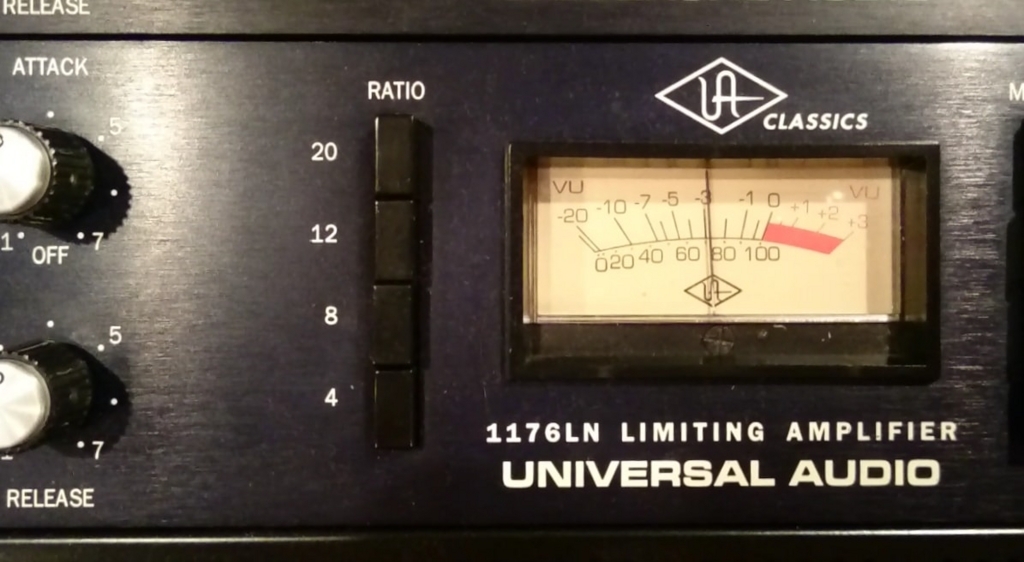 RELEASE
ATTACK
5
1
7
OFF
5
7
RELEASE
RATIO
20
12
8
4
UA
CLASSICS
VU VU
-20 -10 -7 -5 -3 -1 0 +1 +2 +3
0 20 40 60 80 100
UA
1176LN LIMITING AMPLIFIER
UNIVERSAL AUDIO